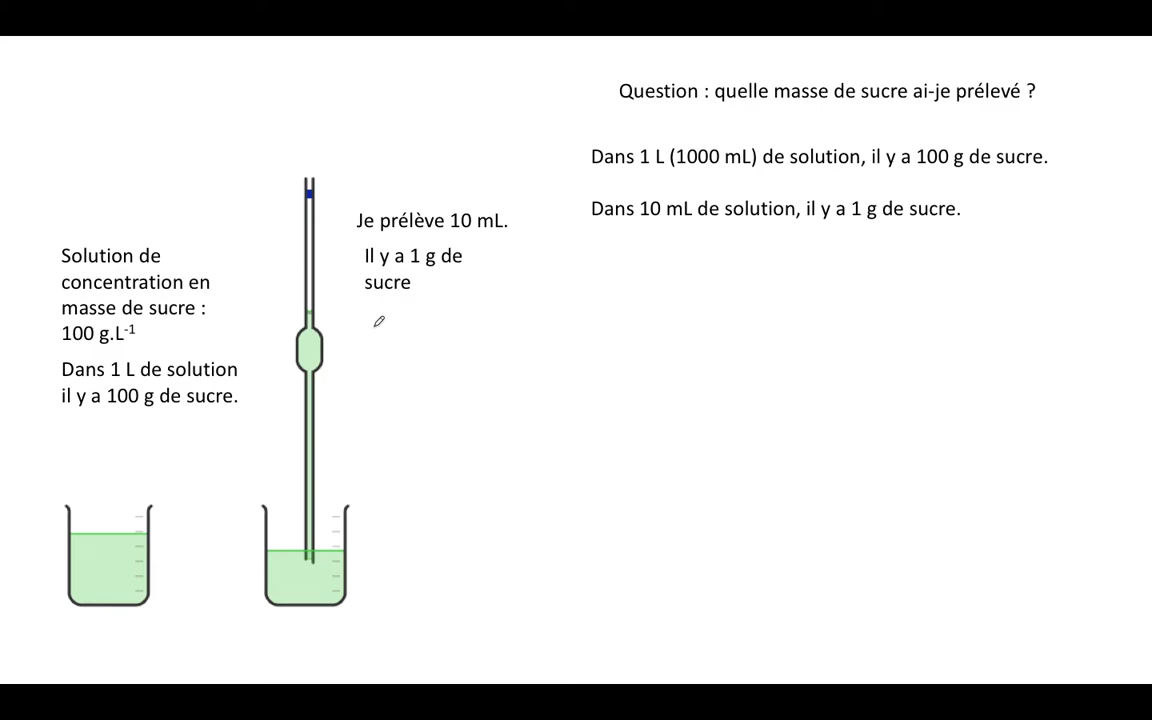 Question : quelle masse de sucre ai-je prélevé ?
Dans 1 L (1000 mL) de solution, il y a 100 g de sucre.
Dans 10 mL de solution, il y a 1 g de sucre.
Je prélève 10 mL.
Il y a 1 g de
sucre
Solution de
concentration en
masse de sucre :
100 g.L⁻¹
Dans 1 L de solution
il y a 100 g de sucre.